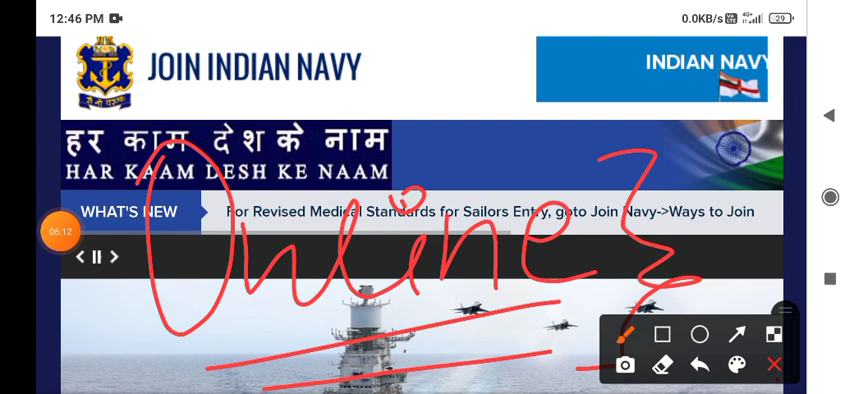 12:46 PM
0.0KB/s 4G+ 29
JOIN INDIAN NAVY
INDIAN NAVY
हर काम देश के नाम
HAR KAAM DESH KE NAAM
WHAT'S NEW
For Revised Medical Standards for Sailors Entry, goto Join Navy->Ways to Join
06:12
Online